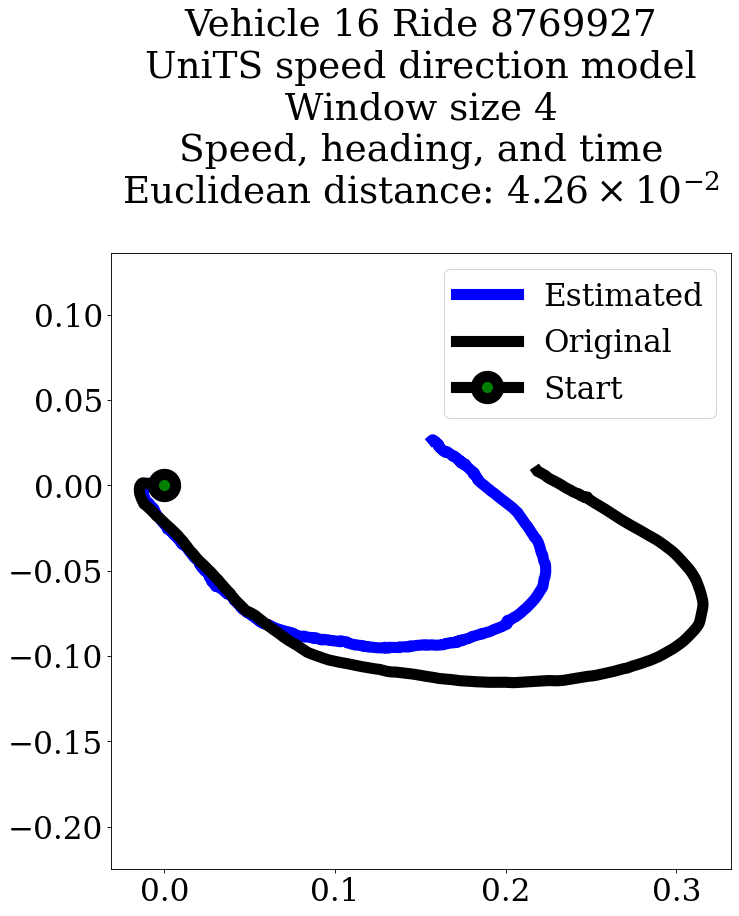 Vehicle 16 Ride 8769927
UniTS speed direction model
Window size 4
Speed, heading, and time
Euclidean distance: 4.26 × 10⁻²
Estimated
Original
Start
0.10
0.05
0.00
−0.05
−0.10
−0.15
−0.20
0.0 0.1 0.2 0.3